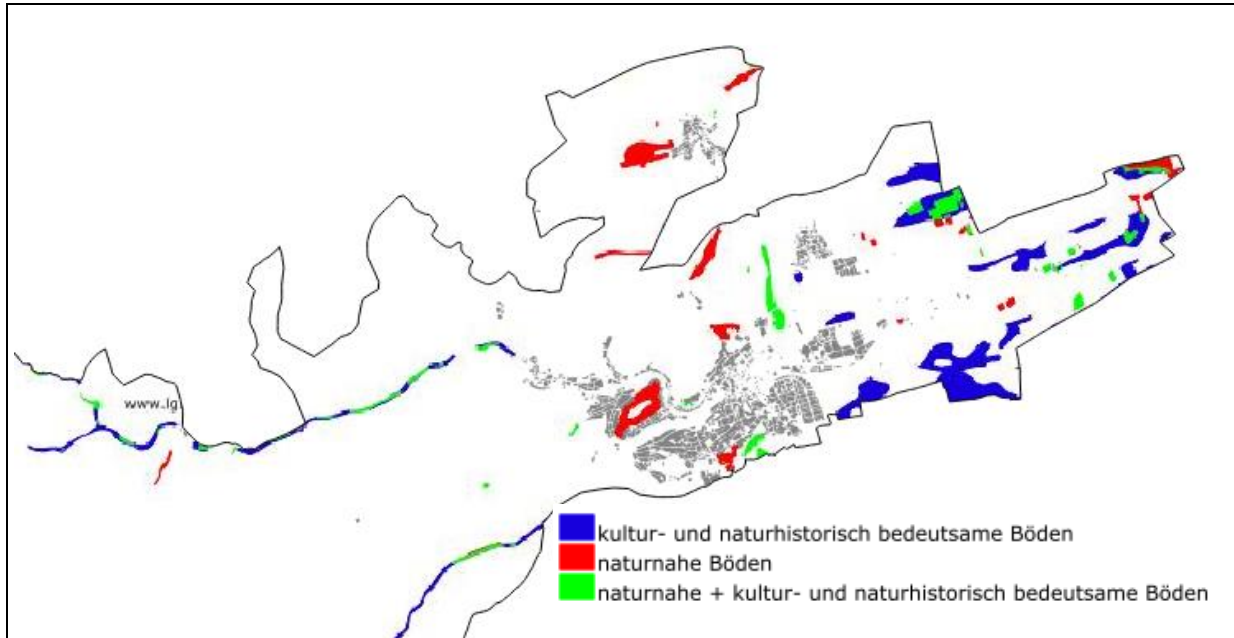 www.lg
kultur- und naturhistorisch bedeutsame Böden
naturnahe Böden
naturnahe + kultur- und naturhistorisch bedeutsame Böden